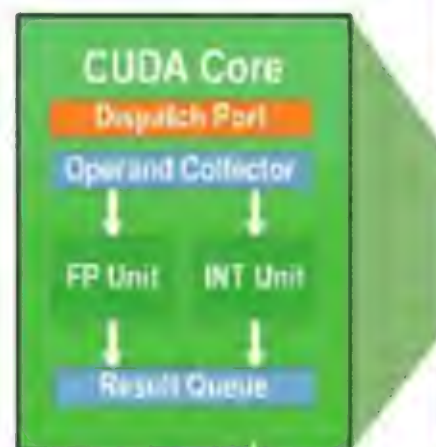 CUDA Core
Dispatch Port
Operand Collector
FP Unit INT Unit
Result Queue